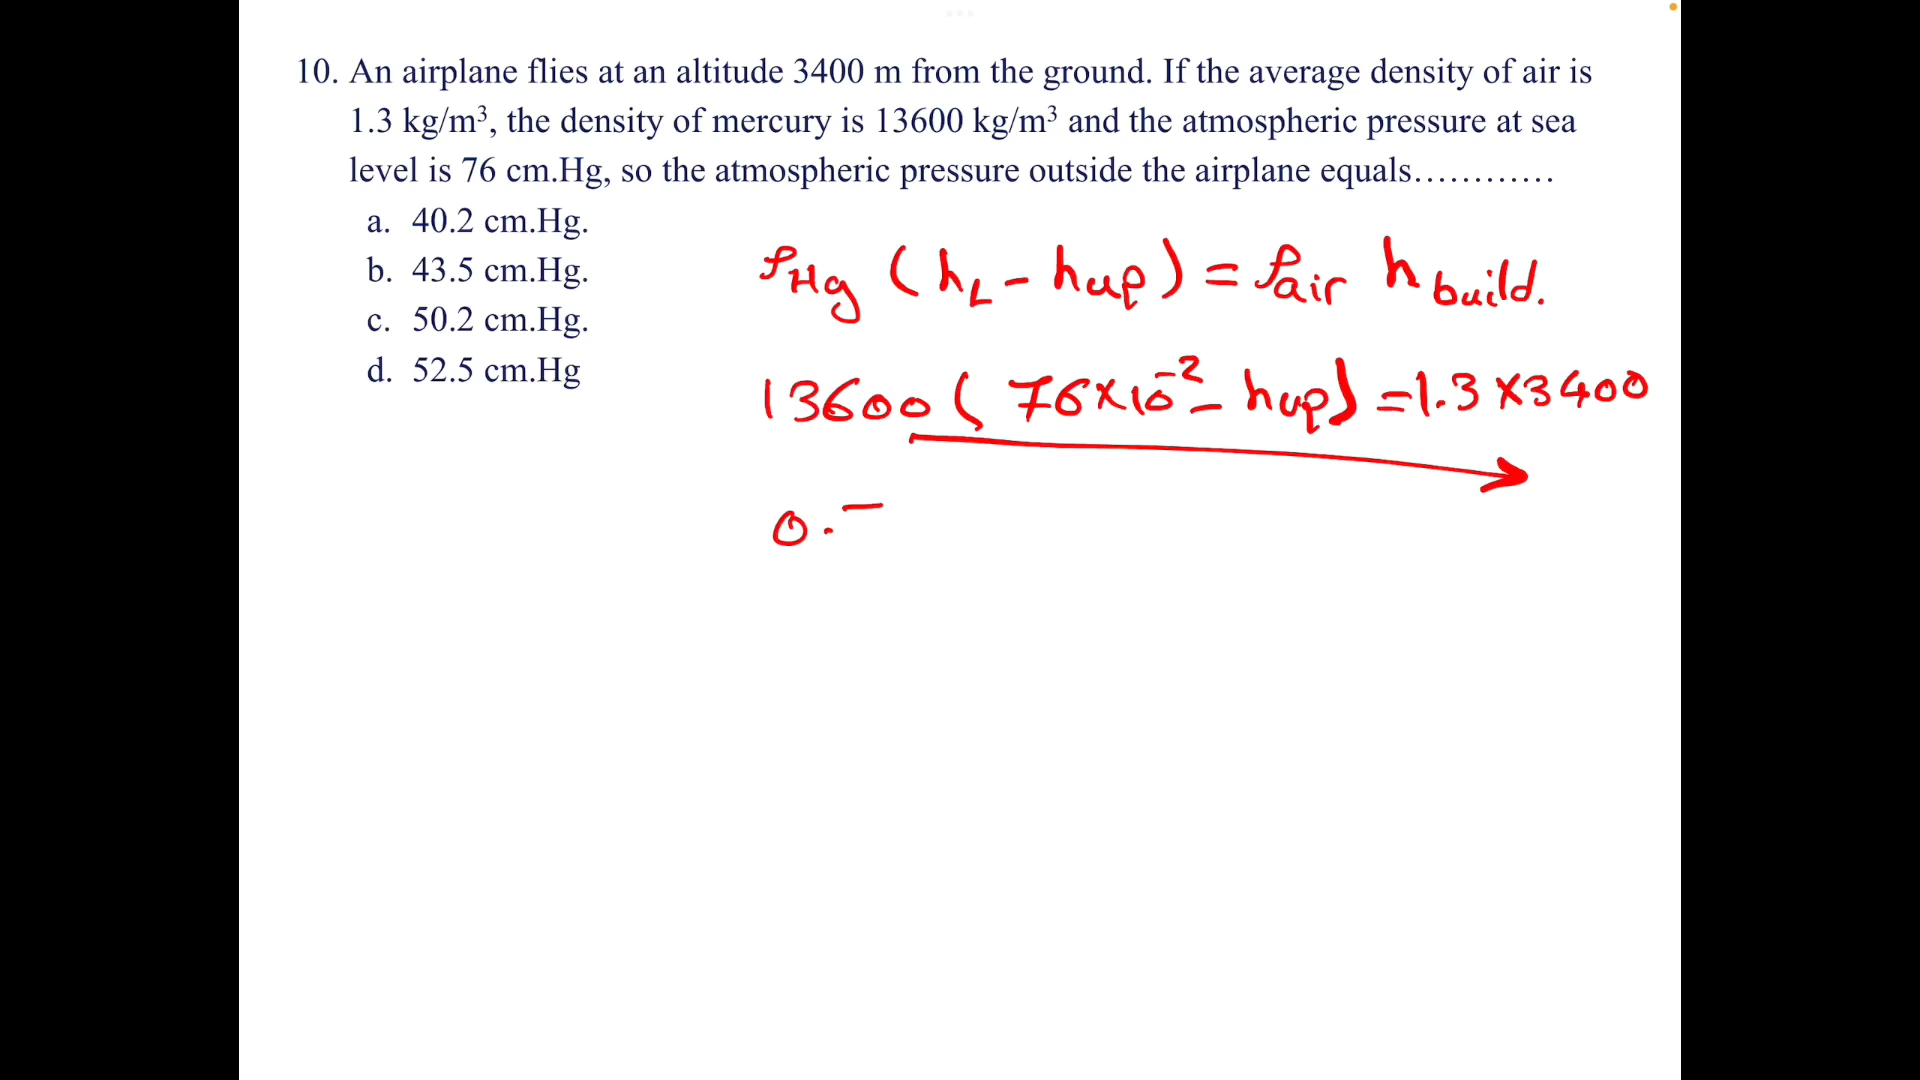 10. An airplane flies at an altitude 3400 m from the ground. If the average density of air is
1.3 kg/m³, the density of mercury is 13600 kg/m³ and the atmospheric pressure at sea
level is 76 cm.Hg, so the atmospheric pressure outside the airplane equals…………
a. 40.2 cm.Hg.
b. 43.5 cm.Hg.
c. 50.2 cm.Hg.
d. 52.5 cm.Hg
ρHg (hL - hup) = ρair hbuild.
13600 ( 76×10⁻² - hup) = 1.3 × 3400
0.